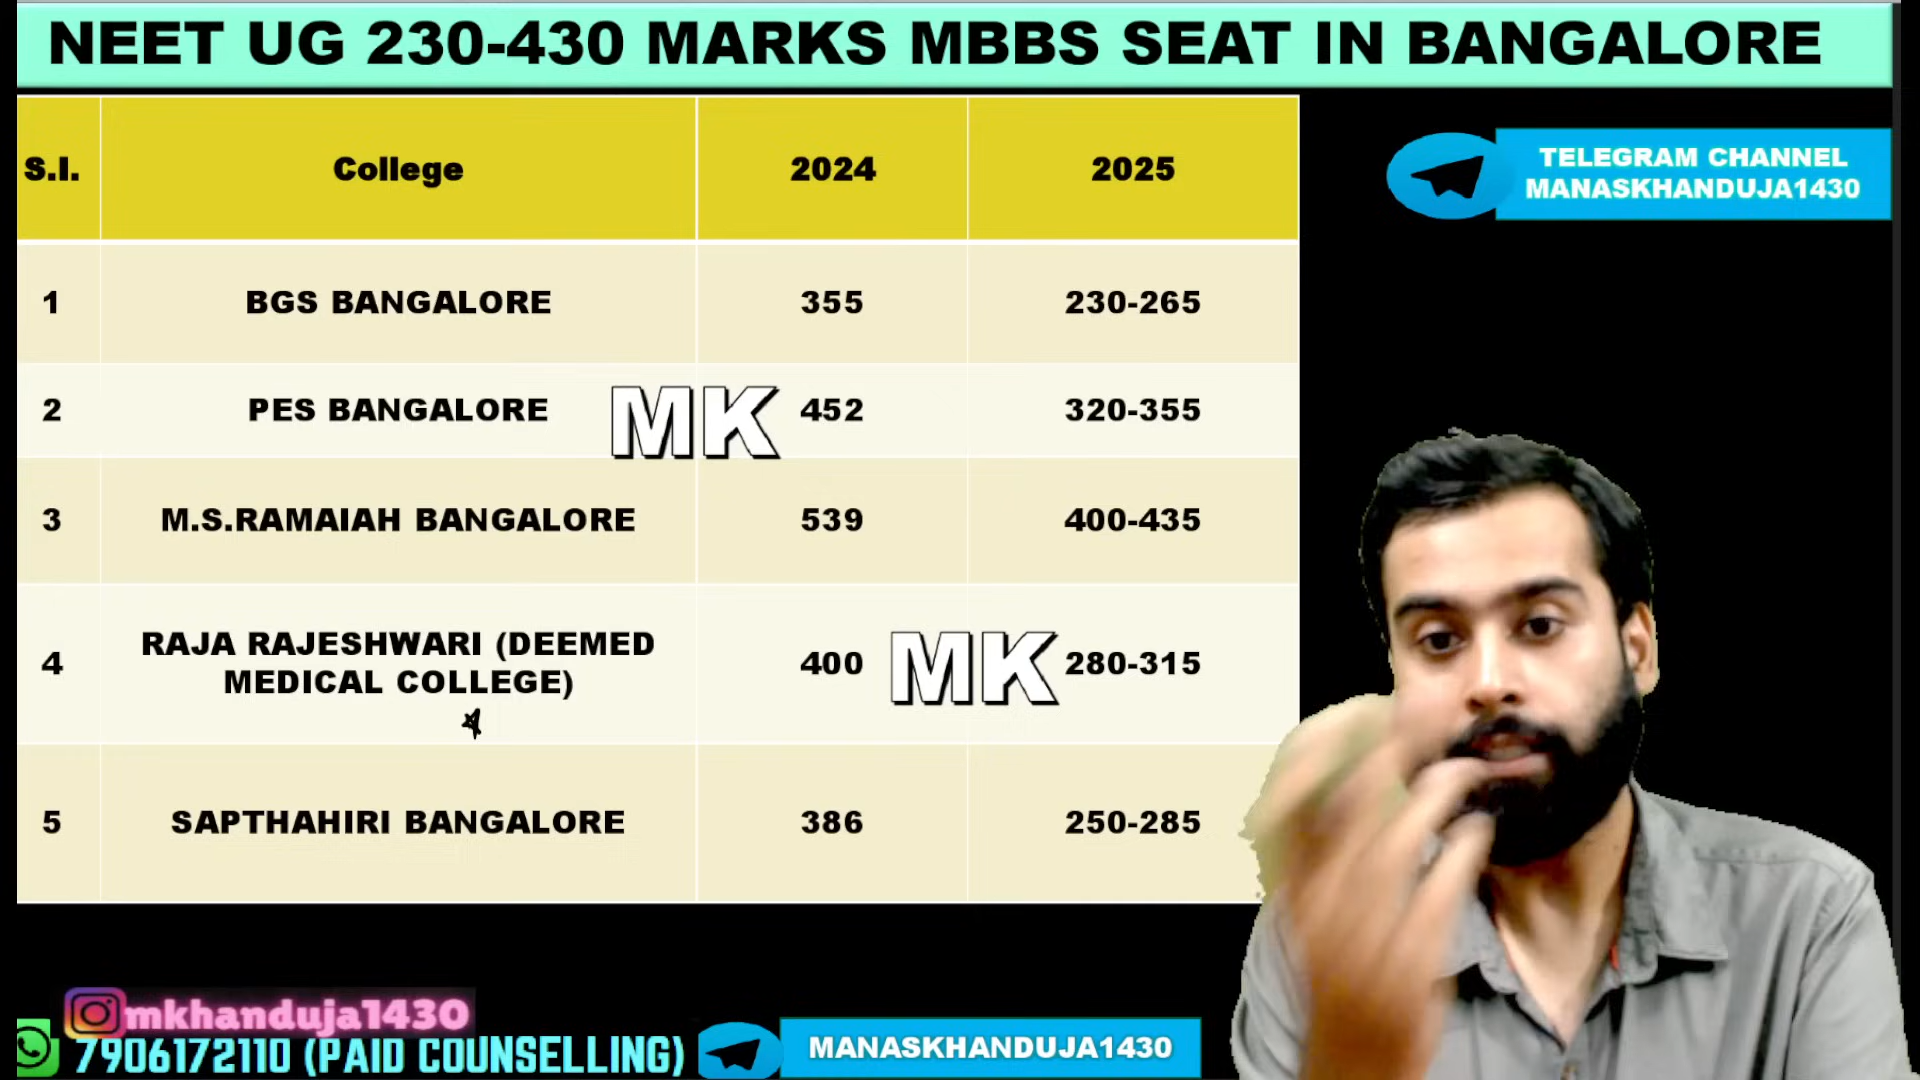 NEET UG 230-430 MARKS MBBS SEAT IN BANGALORE
TELEGRAM CHANNEL
MANASKHANDUJA1430
S.I. College 2024 2025
1 BGS BANGALORE 355 230-265
2 PES BANGALORE 452 320-355
MK
3 M.S.RAMAIAH BANGALORE 539 400-435
4 RAJA RAJESHWARI (DEEMED
MEDICAL COLLEGE) 400 280-315
MK
5 SAPTHAHIRI BANGALORE 386 250-285
mkhanduja1430
7906172110 (PAID COUNSELLING)
MANASKHANDUJA1430